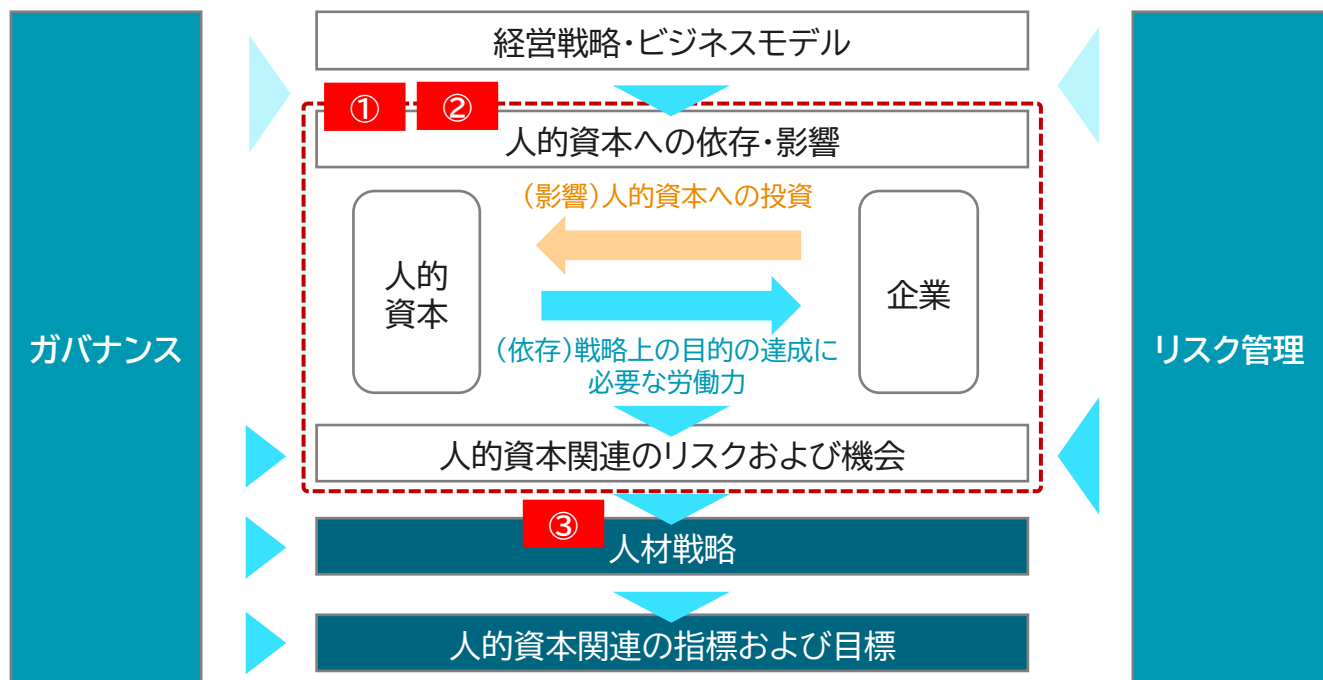 経営戦略・ビジネスモデル
① ②
人的資本への依存・影響
(影響)人的資本への投資
人的
資本
企業
(依存)戦略上の目的の達成に
必要な労働力
ガバナンス
リスク管理
人的資本関連のリスクおよび機会
③
人材戦略
人的資本関連の指標および目標